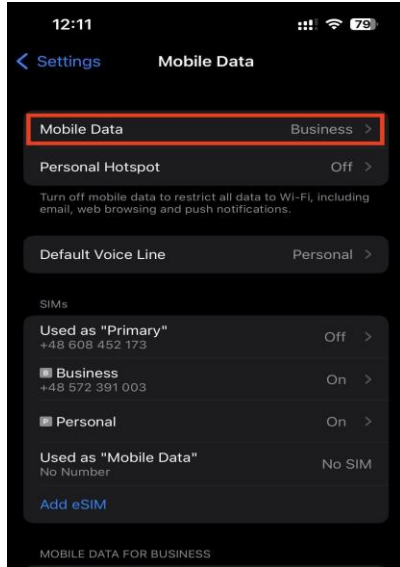 12:11
79
Settings
Mobile Data
Mobile Data Business
Personal Hotspot Off
Turn off mobile data to restrict all data to Wi-Fi, including
email, web browsing and push notifications.
Default Voice Line Personal
SIMs
Used as "Primary" Off
+48 608 452 173
B Business On
+48 572 391 003
P Personal On
Used as "Mobile Data" No SIM
No Number
Add eSIM
MOBILE DATA FOR BUSINESS